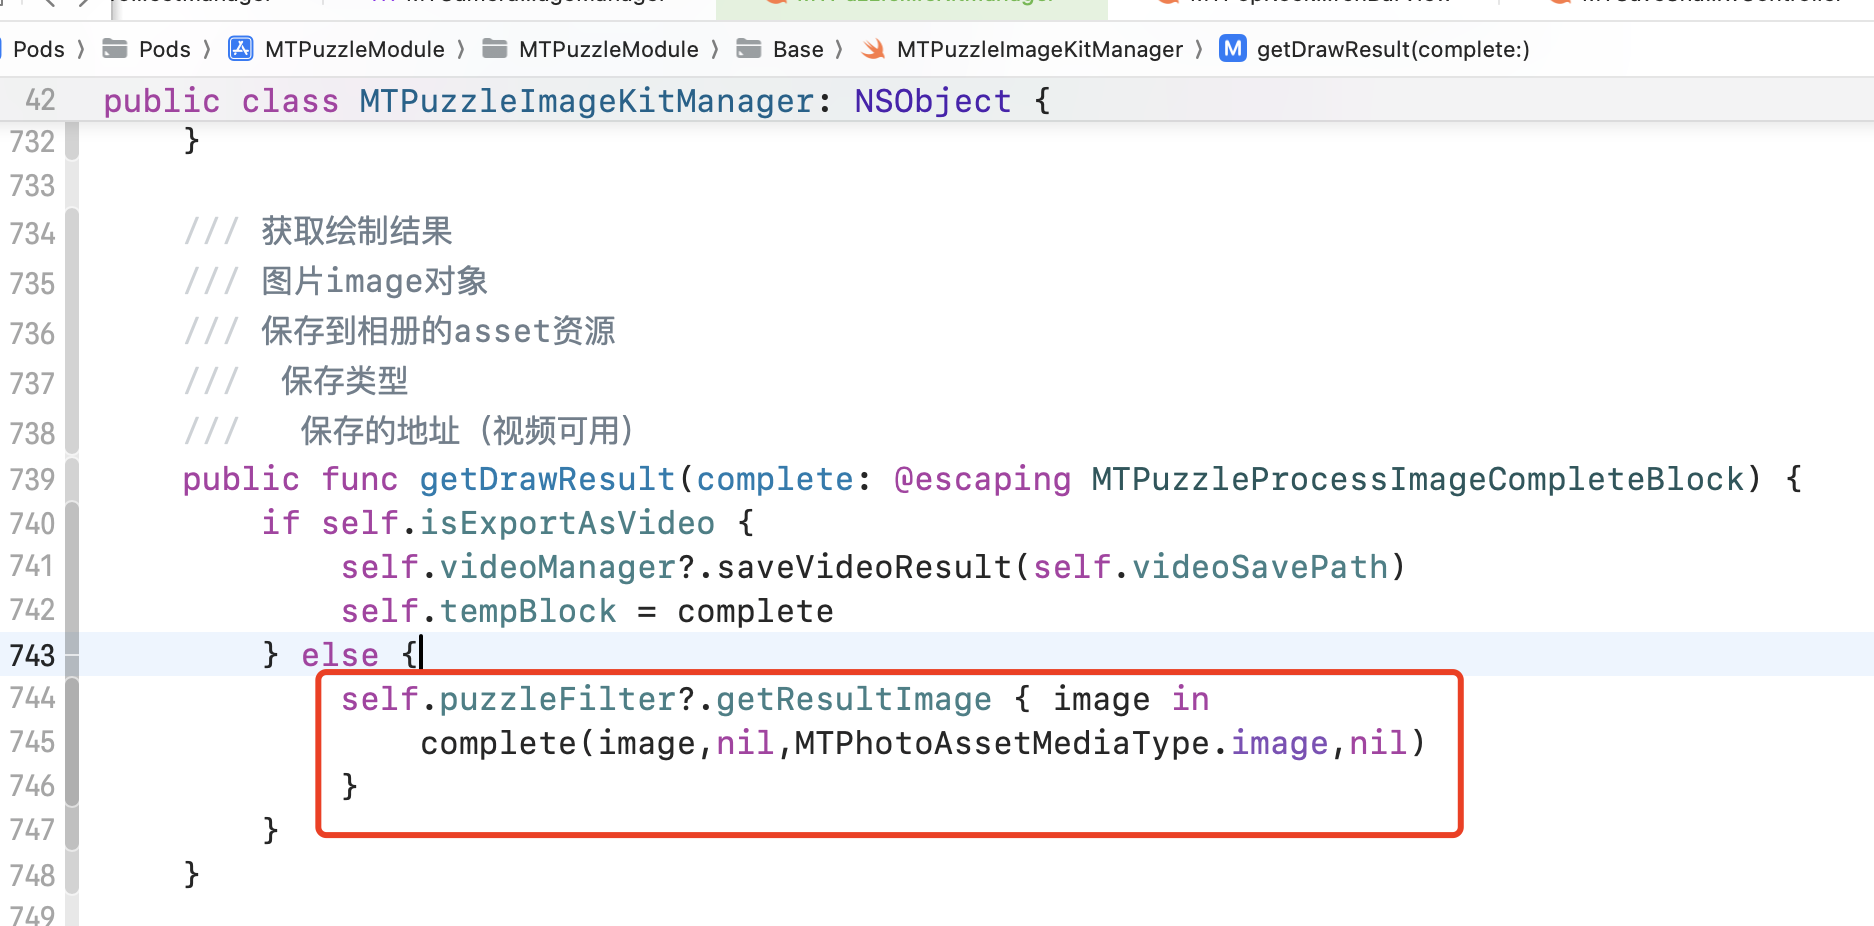 Pods 〉 Pods 〉 MTPuzzleModule 〉 MTPuzzleModule 〉 Base 〉 MTPuzzleImageKitManager 〉 M getDrawResult(complete:)
42 public class MTPuzzleImageKitManager: NSObject {
732 }
733
734 /// 获取绘制结果
735 /// 图片image对象
736 /// 保存到相册的asset资源
737 /// 保存类型
738 /// 保存的地址（视频可用）
739 public func getDrawResult(complete: @escaping MTPuzzleProcessImageCompleteBlock) {
740 if self.isExportAsVideo {
741 self.videoManager?.saveVideoResult(self.videoSavePath)
742 self.tempBlock = complete
743 } else {
744 self.puzzleFilter?.getResultImage { image in
745 complete(image,nil,MTPhotoAssetMediaType.image,nil)
746 }
747 }
748 }
749